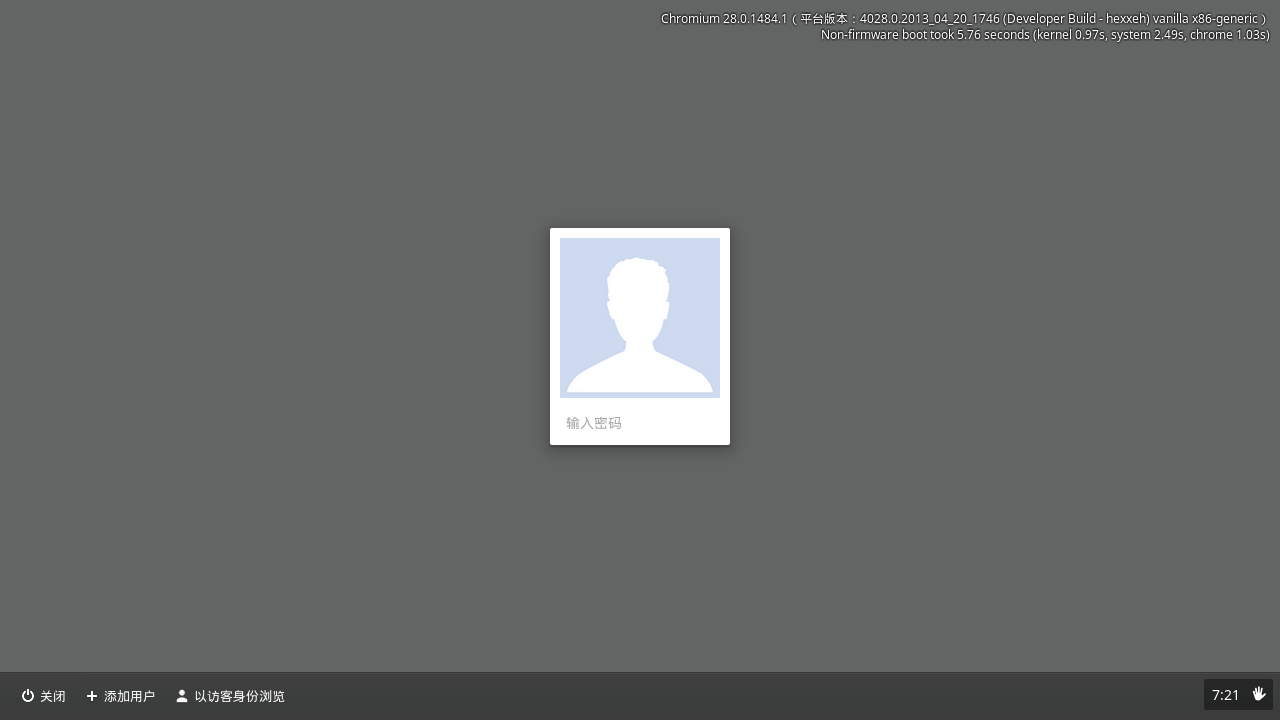 Chromium 28.0.1484.1 ( 平台版本：4028.0.2013_04_20_1746 (Developer Build - hexxeh) vanilla x86-generic )
Non-firmware boot took 5.76 seconds (kernel 0.97s, system 2.49s, chrome 1.03s)
输入密码
关闭 添加用户 以访客身份浏览 7:21